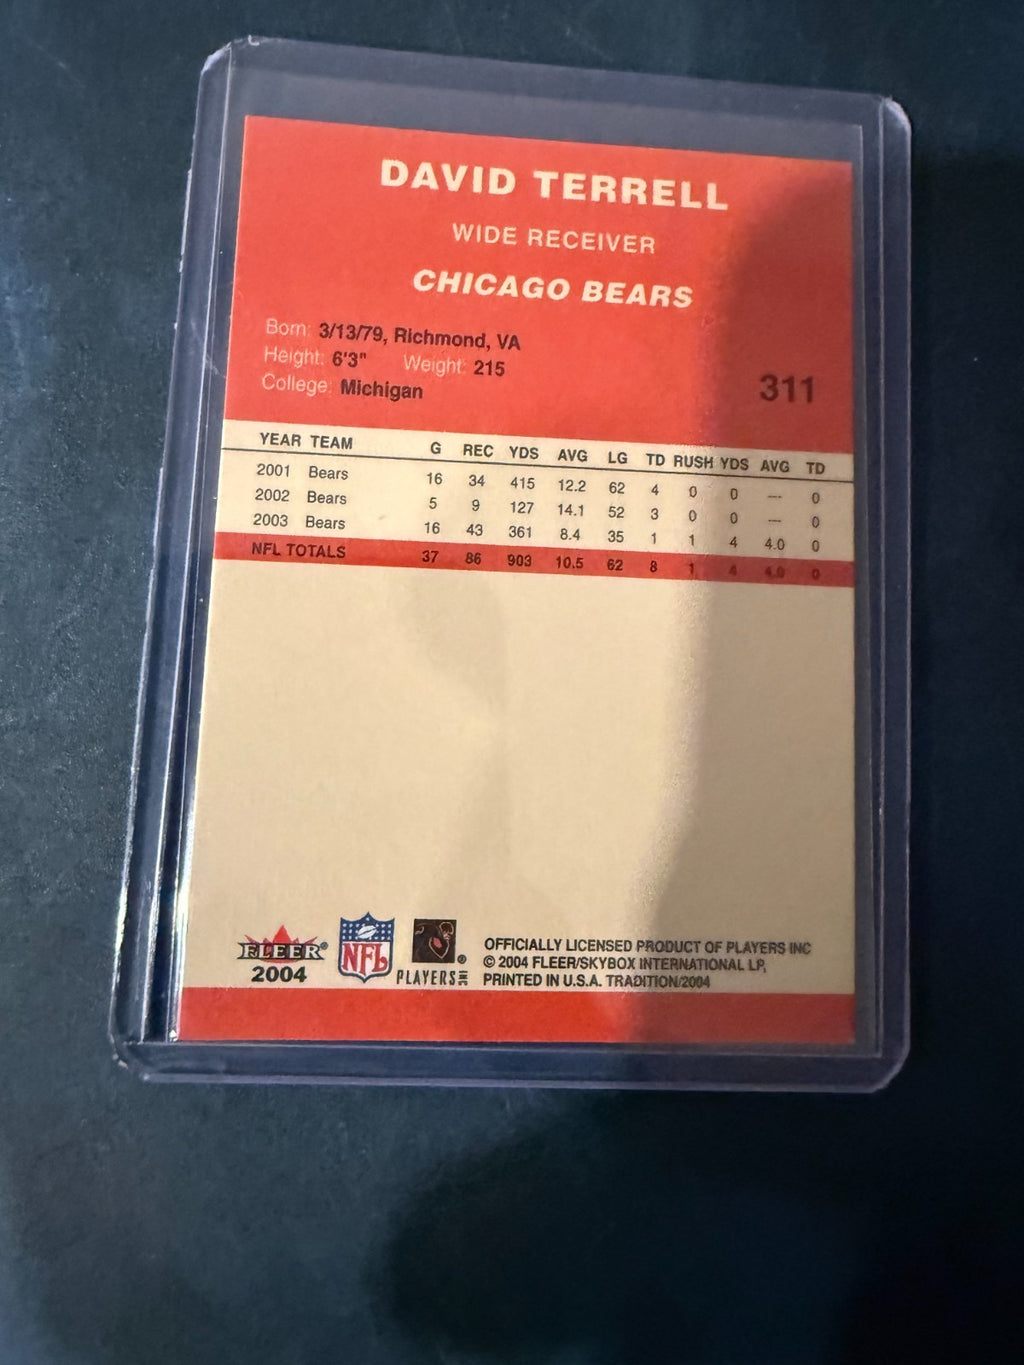 DAVID TERRELL
WIDE RECEIVER
CHICAGO BEARS
Born: 3/13/79, Richmond, VA
Height: 6'3" Weight: 215
College: Michigan
311
YEAR TEAM G REC YDS AVG LG TD RUSH YDS AVG TD
2001 Bears 16 34 415 12.2 62 4 0 0 — 0
2002 Bears 5 9 127 14.1 52 3 0 0 — 0
2003 Bears 16 43 361 8.4 35 1 1 4 4.0 0
NFL TOTALS 37 86 903 10.5 62 8 1 4 4.0 0
FLEER®
2004
NFL
®
PLAYERS INC
OFFICIALLY LICENSED PRODUCT OF PLAYERS INC
© 2004 FLEER/SKYBOX INTERNATIONAL LP,
PRINTED IN U.S.A. TRADITION/2004